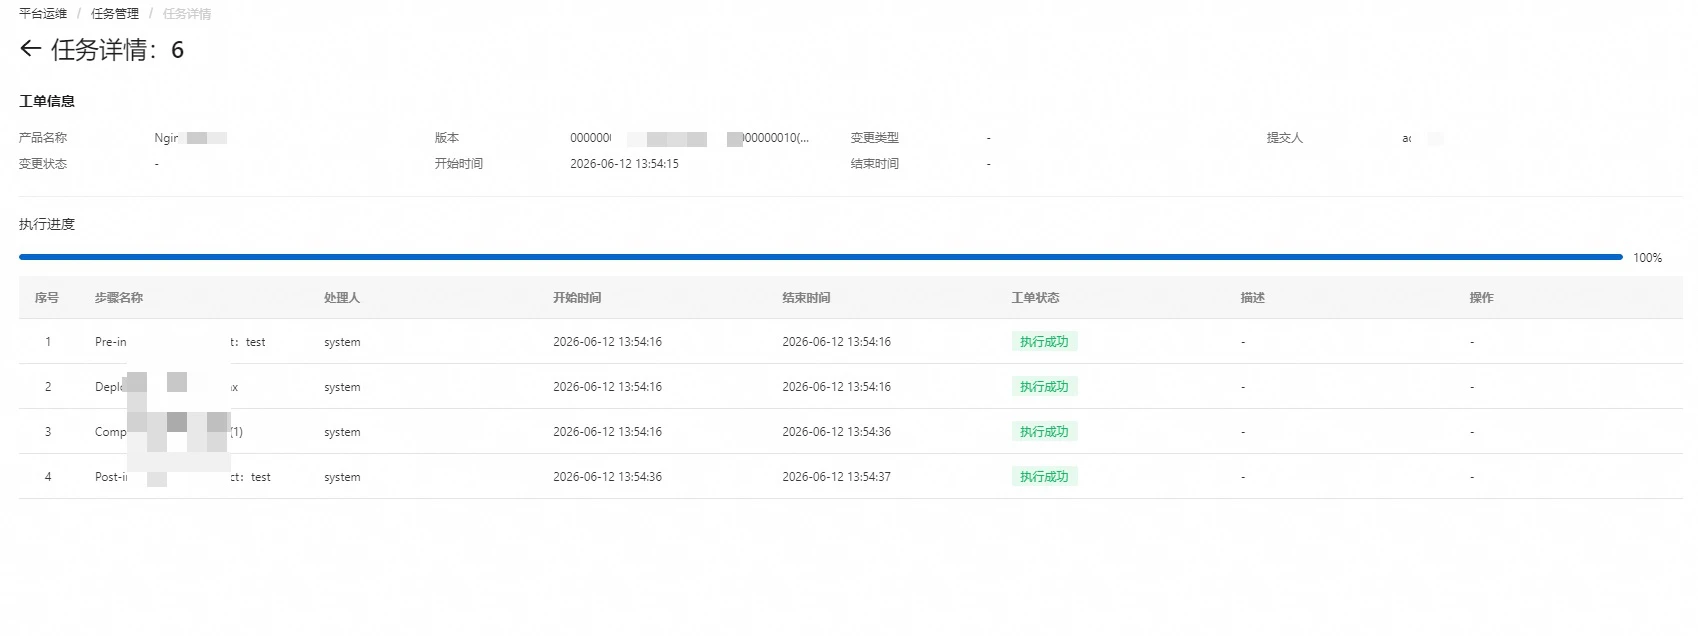 平台运维 / 任务管理 / 任务详情
← 任务详情：6
工单信息
产品名称 版本 000000 00000010(... 变更类型 - 提交人
变更状态 - 开始时间 2026-06-12 13:54:15 结束时间 -
执行进度
100%
序号 步骤名称 处理人 开始时间 结束时间 工单状态 描述 操作
1 Pre-in t: test system 2026-06-12 13:54:16 2026-06-12 13:54:16 执行成功 - -
2 system 2026-06-12 13:54:16 2026-06-12 13:54:16 执行成功 - -
3 Comp (1) system 2026-06-12 13:54:16 2026-06-12 13:54:36 执行成功 - -
4 Post-i ct: test system 2026-06-12 13:54:36 2026-06-12 13:54:37 执行成功 - -